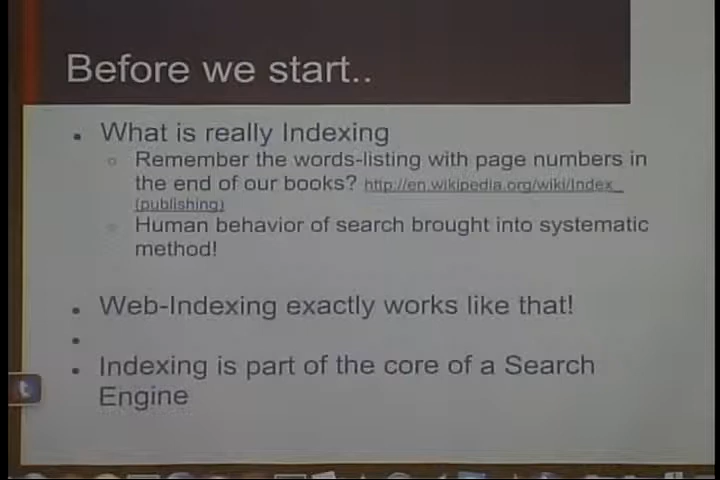 Before we start..
What is really Indexing
Remember the words-listing with page numbers in
the end of our books? http://en.wikipedia.org/wiki/Index_
(publishing)
Human behavior of search brought into systematic
method!
Web-Indexing exactly works like that!
Indexing is part of the core of a Search
Engine